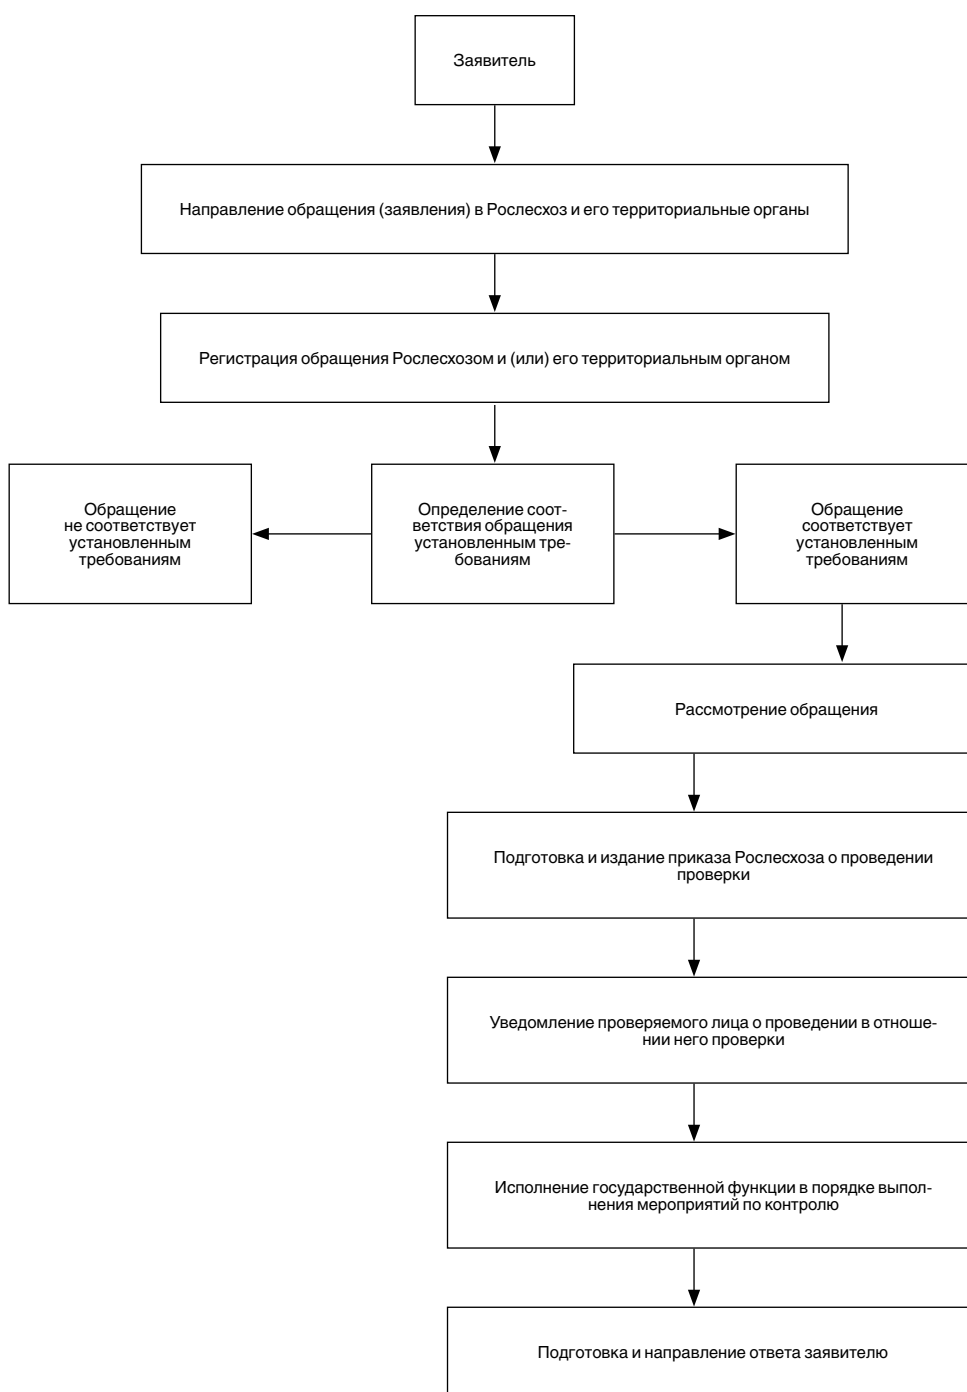 Заявитель
Направление обращения (заявления) в Рослесхоз и его территориальные органы
Регистрация обращения Рослесхозом и (или) его территориальным органом
Обращение
не соответствует
установленным
требованиям
Определение соот-
ветствия обращения
установленным тре-
бованиям
Обращение
соответствует
установленным
требованиям
Рассмотрение обращения
Подготовка и издание приказа Рослесхоза о проведении
проверки
Уведомление проверяемого лица о проведении в отноше-
нии него проверки
Исполнение государственной функции в порядке выпол-
нения мероприятий по контролю
Подготовка и направление ответа заявителю